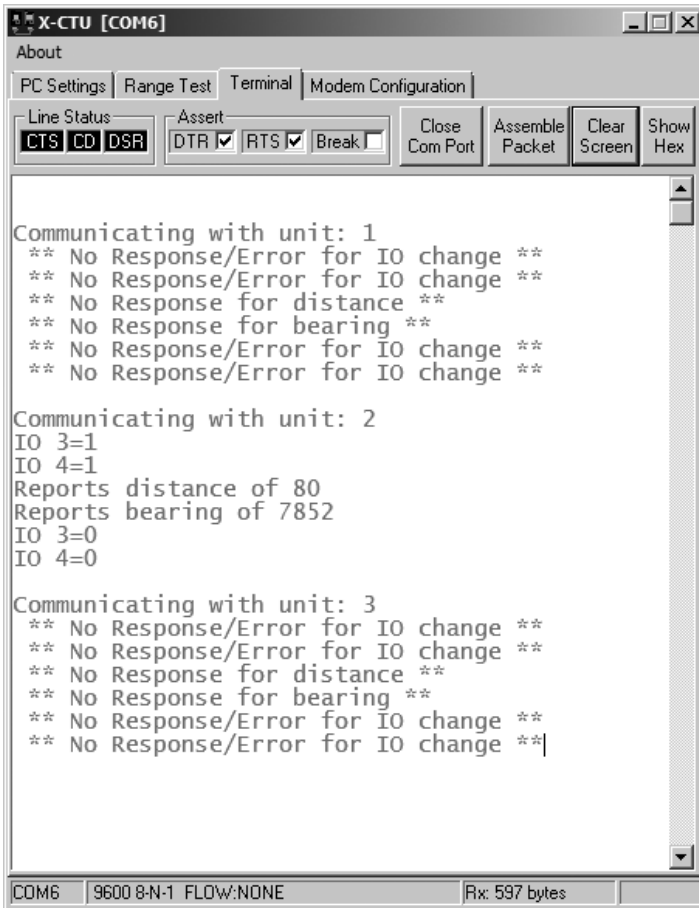 X-CTU [COM6]
About
PC Settings Range Test Terminal Modem Configuration
Line Status
CTS CD DSR
Assert
DTR RTS Break
Close Com Port
Assemble Packet
Clear Screen
Show Hex
Communicating with unit: 1
** No Response/Error for IO change **
** No Response/Error for IO change **
** No Response for distance **
** No Response for bearing **
** No Response/Error for IO change **
** No Response/Error for IO change **
Communicating with unit: 2
IO 3=1
IO 4=1
Reports distance of 80
Reports bearing of 7852
IO 3=0
IO 4=0
Communicating with unit: 3
** No Response/Error for IO change **
** No Response/Error for IO change **
** No Response for distance **
** No Response for bearing **
** No Response/Error for IO change **
** No Response/Error for IO change **
COM6 9600 8-N-1 FLOW:NONE Rx: 597 bytes